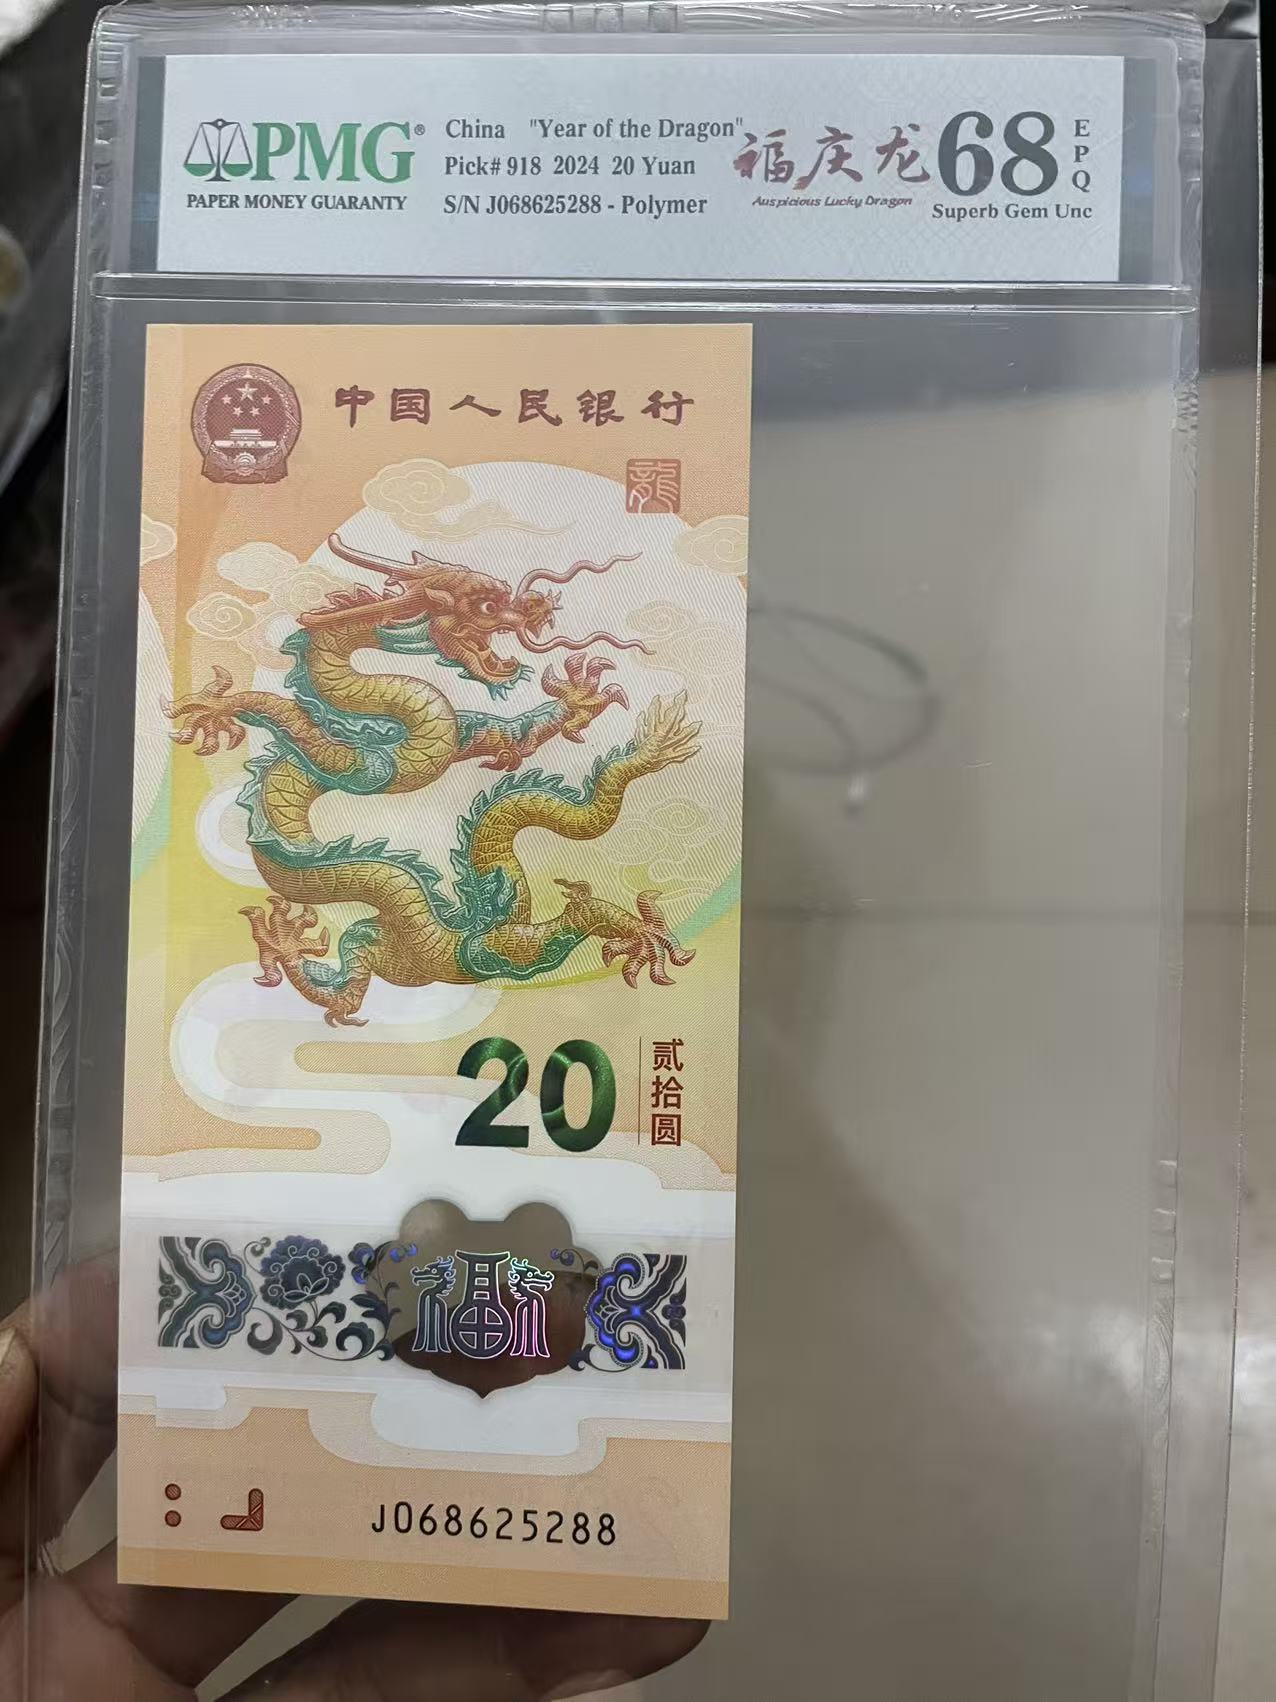 PMG®
PAPER MONEY GUARANTY
China "Year of the Dragon"
Pick# 918 2024 20 Yuan
S/N J068625288 - Polymer
福庆龙
Auspicious Lucky Dragon
68
EPQ
Superb Gem Unc
中国人民银行
龍
20
贰拾圆
福
J068625288